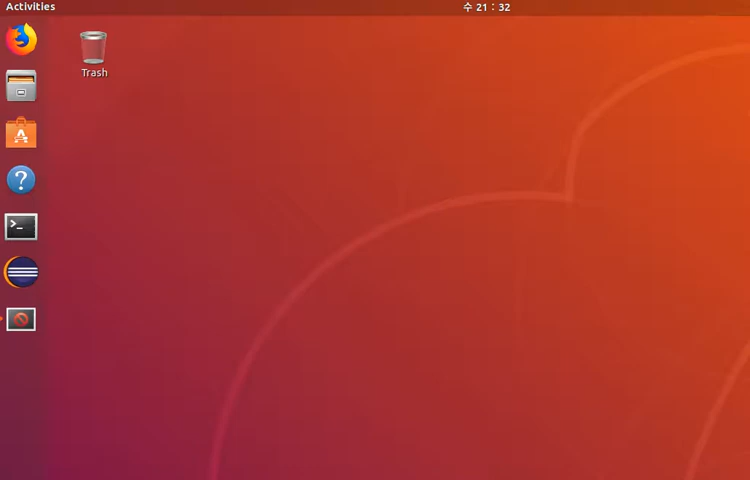 Activities
수 21 : 32
Trash